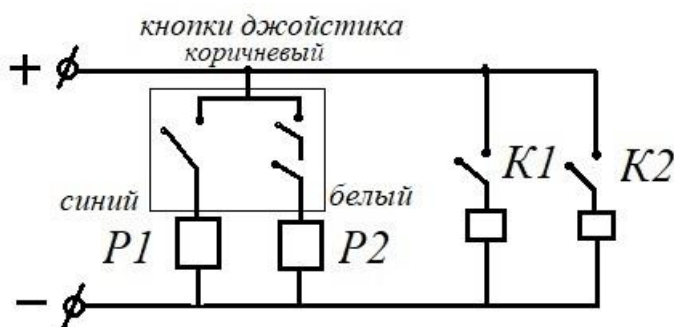 кнопки джойстика
коричневый
+
K1
K2
синий
белый
P1
P2
−